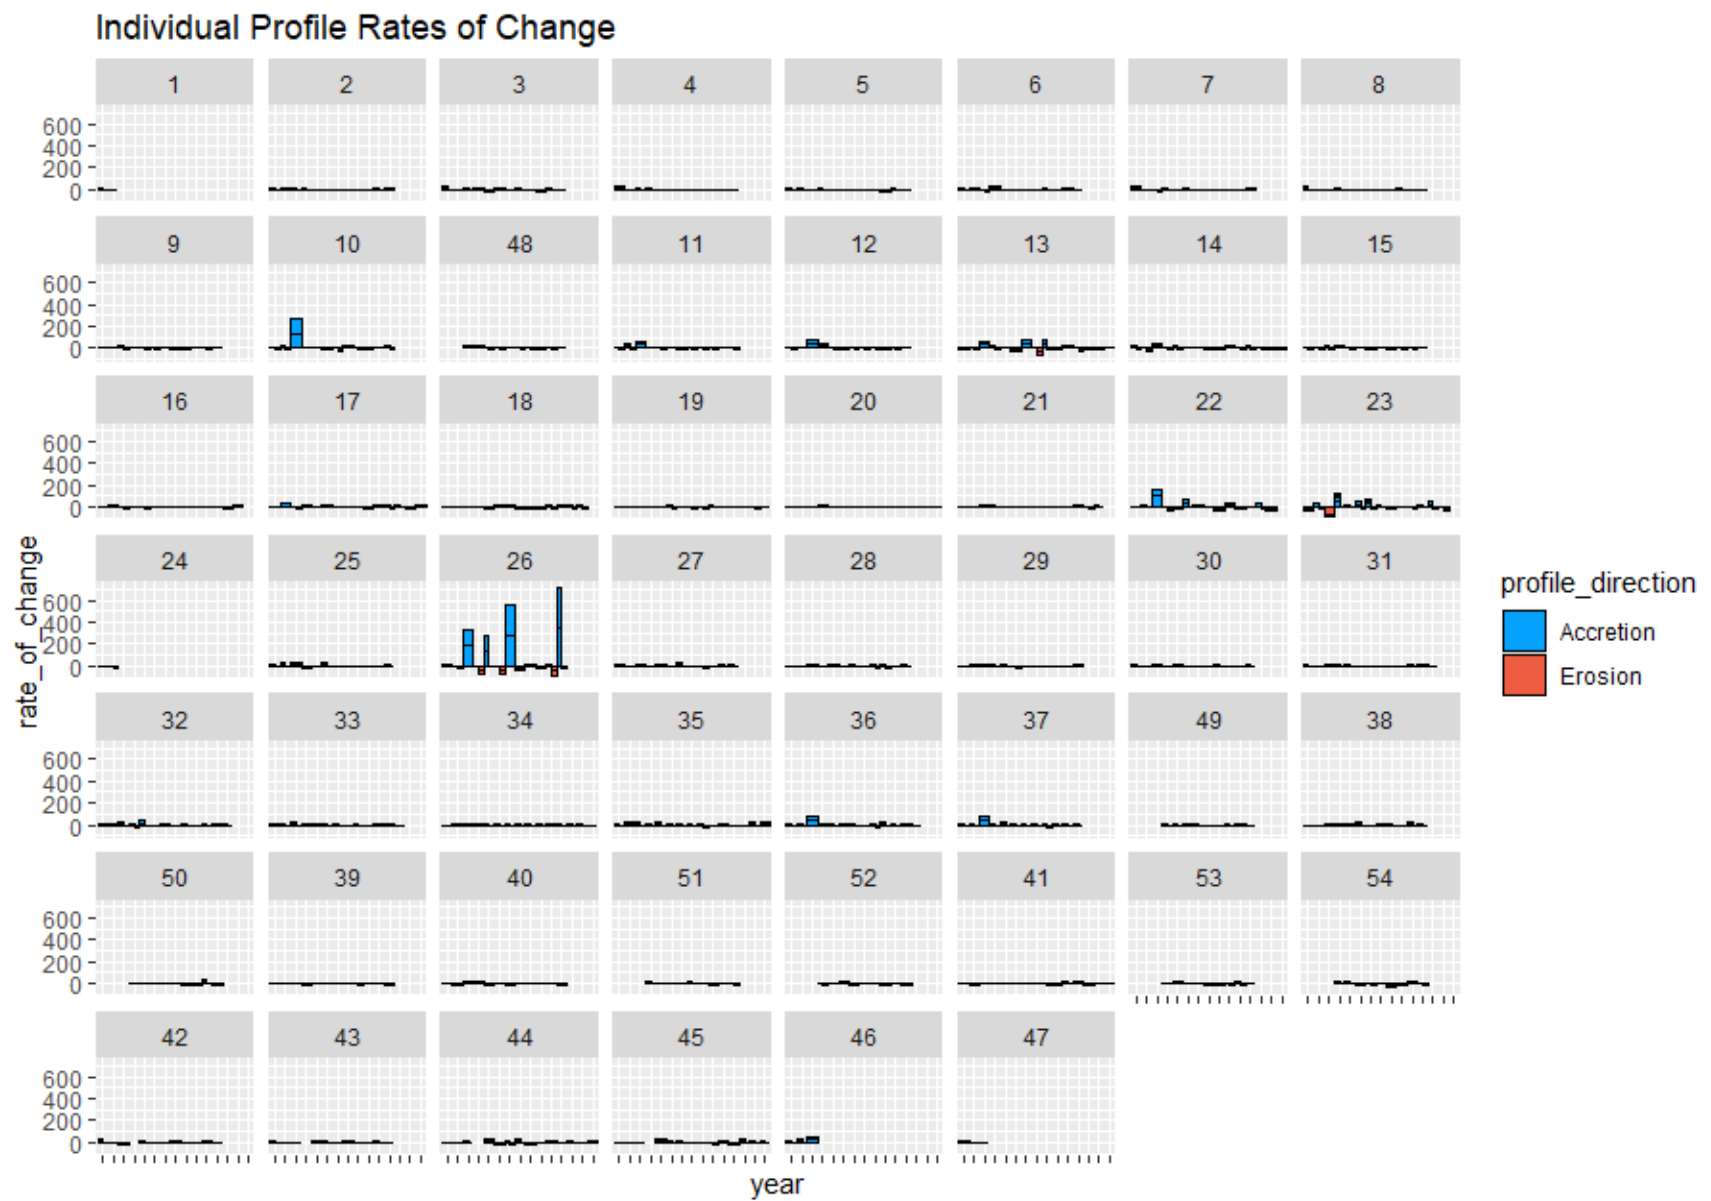 Individual Profile Rates of Change
1 2 3 4 5 6 7 8
600
400
200
0
9 10 48 11 12 13 14 15
600
400
200
0
16 17 18 19 20 21 22 23
600
400
200
0
24 25 26 27 28 29 30 31
600
400
200
0
32 33 34 35 36 37 49 38
600
400
200
0
50 39 40 51 52 41 53 54
600
400
200
0
42 43 44 45 46 47
600
400
200
0
rate_of_change
year
profile_direction
Accretion
Erosion